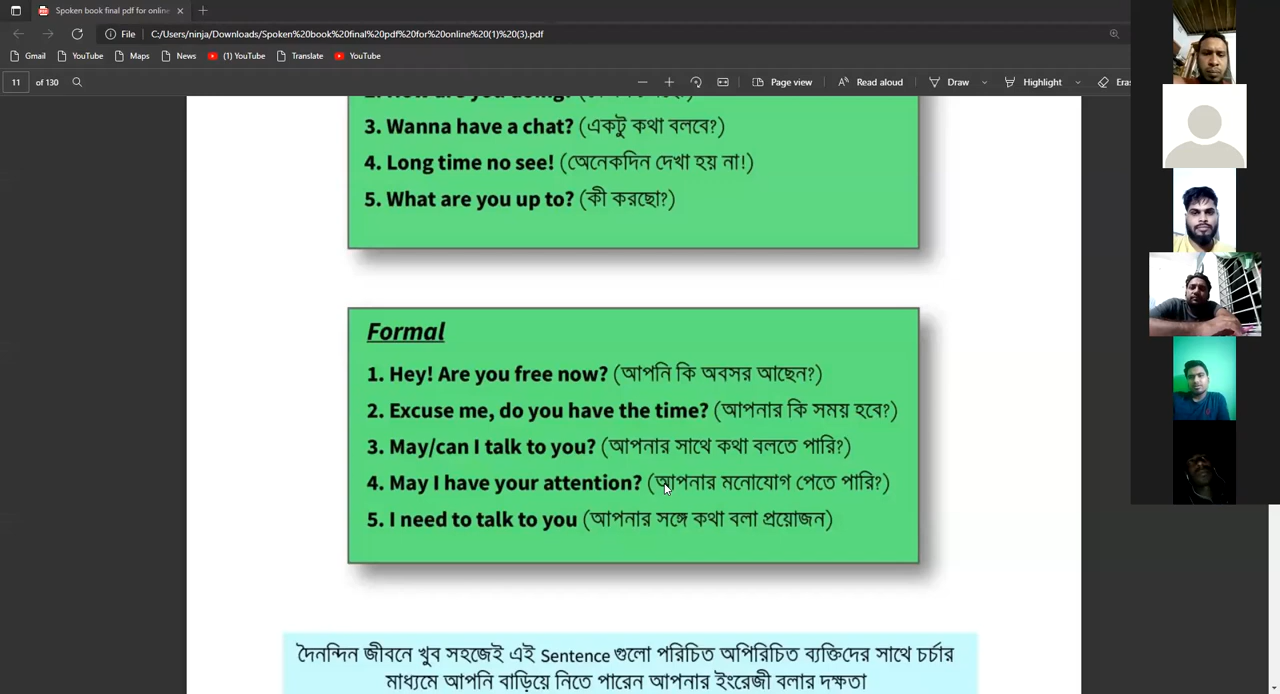 Spoken book final pdf for online
File
C:/Users/ninja/Downloads/Spoken%20book%20final%20pdf%20for%20online%20(1)%20(3).pdf
Gmail YouTube Maps News (1) YouTube Translate YouTube
11 of 130 Page view Read aloud Draw Highlight Eras
3. Wanna have a chat? (একটু কথা বলবে?)
4. Long time no see! (অেনেকদিন দেখা হয় না!)
5. What are you up to? (কী করছো?)
Formal
1. Hey! Are you free now? (আপনি কি অবসর আছেন?)
2. Excuse me, do you have the time? (আপনার কি সময় হবে?)
3. May/can I talk to you? (আপনার সাথে কথা বলতে পারি?)
4. May I have your attention? (আপনার মনোযোগ পেতে পারি?)
5. I need to talk to you (আপনার সঙ্গে কথা বলা প্রয়োজন)
দৈনন্দিন জীবনে খুব সহজেই এই Sentence গুলো পরিচিত অপিরিচিত ব্যক্তিদের সাথে চর্চার
মাধ্যমে আপনি বাড়িয়ে নিতে পারেন আপনার ইংরেজী বলার দক্ষতা